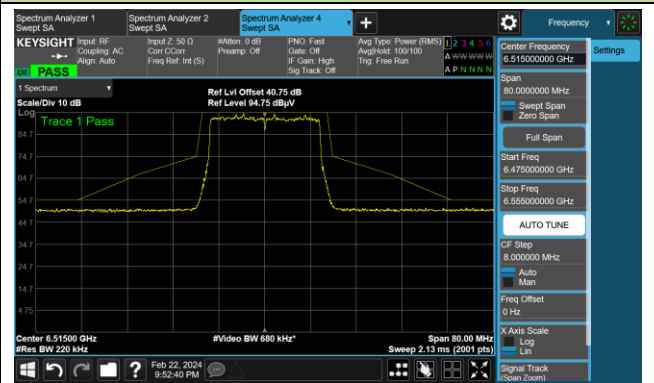 Spectrum Analyzer 1
Swept SA
Spectrum Analyzer 2
Swept SA
Spectrum Analyzer 4
Swept SA
Frequency
KEYSIGHT
Input: RF
Coupling: AC
Align: Auto
Input Z: 50 Ω
Corr CCorr
Freq Ref: Int (S)
#Atten: 0 dB
Preamp: Off
PNO: Fast
Gate: Off
IF Gain: High
Sig Track: Off
Avg Type: Power (RMS)
Avg|Hold: 100/100
Trig: Free Run
1 2 3 4 5 6
A W W W W W
A P N N N N
PASS
1 Spectrum
Scale/Div 10 dB
Log
Ref Lvl Offset 40.75 dB
Ref Level 94.75 dBµV
Trace 1 Pass
84.7
74.7
64.7
54.7
44.7
34.7
24.7
14.7
4.75
Center 6.51500 GHz
#Res BW 220 kHz
#Video BW 680 kHz*
Span 80.00 MHz
Sweep 2.13 ms (2001 pts)
Feb 22, 2024
9:52:40 PM
Center Frequency
6.515000000 GHz
Settings
Span
80.0000000 MHz
Swept Span
Zero Span
Full Span
Start Freq
6.475000000 GHz
Stop Freq
6.555000000 GHz
AUTO TUNE
CF Step
8.000000 MHz
Auto
Man
Freq Offset
0 Hz
X Axis Scale
Log
Lin
Signal Track
(Span Zoom)